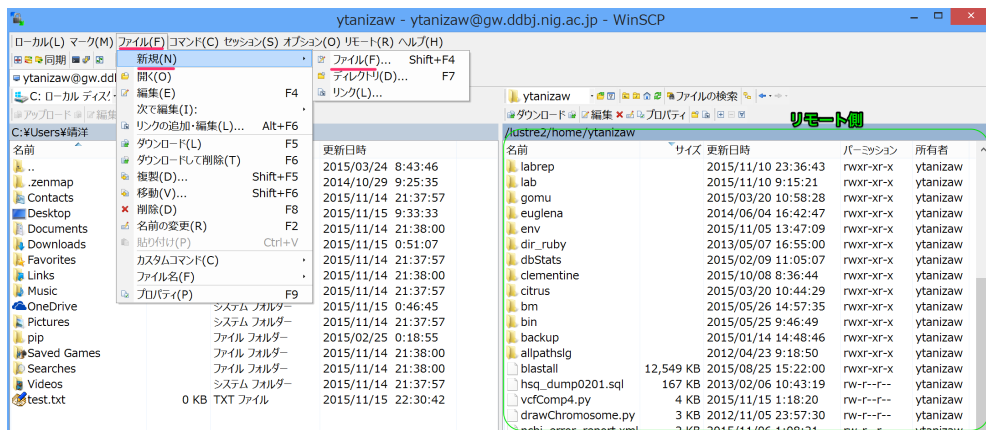 ytanizaw - ytanizaw@gw.ddbj.nig.ac.jp - WinSCP
ローカル(L) マーク(M) ファイル(F) コマンド(C) セッション(S) オプション(O) リモート(R) ヘルプ(H)
同期
新規(N)
開く(O)
編集(E) F4
次で編集(I):
リンクの追加・編集(L)... Alt+F6
ダウンロード(L) F5
ダウンロードして削除(T) F6
複製(D)... Shift+F5
移動(V)... Shift+F6
削除(D) F8
名前の変更(R) F2
貼り付け(P) Ctrl+V
カスタムコマンド(C)
ファイル名(F)
プロパティ(P) F9
ファイル(F)... Shift+F4
ディレクトリ(D)... F7
リンク(L)...
ytanizaw@gw.ddl
C: ローカル ディスク
アップロード 編集
C:¥Users¥靖洋
名前 更新日時
.. 2015/03/24 8:43:46
.zenmap 2014/10/29 9:25:35
Contacts 2015/11/14 21:37:57
Desktop 2015/11/15 9:33:33
Documents 2015/11/14 21:38:00
Downloads 2015/11/15 0:51:07
Favorites 2015/11/14 21:37:57
Links 2015/11/14 21:38:00
Music 2015/11/14 21:37:57
OneDrive システム フォルダー 2015/11/15 0:46:45
Pictures システム フォルダー 2015/11/14 21:37:57
pip ファイル フォルダー 2015/02/25 0:18:55
Saved Games ファイル フォルダー 2015/11/14 21:38:00
Searches ファイル フォルダー 2015/11/14 21:38:00
Videos システム フォルダー 2015/11/14 21:37:57
test.txt 0 KB TXT ファイル 2015/11/15 22:30:42
ytanizaw ファイルの検索
ダウンロード 編集 プロパティ
リモート側
/lustre2/home/ytanizaw
名前 サイズ 更新日時 パーミッション 所有者
labrep 2015/11/10 23:36:43 rwxr-xr-x ytanizaw
lab 2015/11/10 9:15:21 rwxr-xr-x ytanizaw
gomu 2015/03/20 10:58:28 rwxr-xr-x ytanizaw
euglena 2014/06/04 16:42:47 rwxr-xr-x ytanizaw
env 2015/11/05 13:47:09 rwxr-xr-x ytanizaw
dir_ruby 2013/05/07 16:55:00 rwxr-xr-x ytanizaw
dbStats 2015/02/09 11:05:07 rwxr-xr-x ytanizaw
clementine 2015/10/08 8:36:44 rwxr-xr-x ytanizaw
citrus 2015/03/20 10:44:29 rwxr-xr-x ytanizaw
bm 2015/05/26 14:57:35 rwxr-xr-x ytanizaw
bin 2015/05/25 9:46:49 rwxr-xr-x ytanizaw
backup 2015/01/14 14:48:46 rwxr-xr-x ytanizaw
allpathslg 2012/04/23 9:18:50 rwxr-xr-x ytanizaw
blastall 12,549 KB 2015/08/25 15:22:00 rwxr-xr-x ytanizaw
hsq_dump0201.sql 167 KB 2013/02/06 10:43:19 rw-r--r-- ytanizaw
vcfComp4.py 4 KB 2015/11/15 1:18:20 rw-r--r-- ytanizaw
drawChromosome.py 3 KB 2012/11/05 23:57:30 rw-r--r-- ytanizaw